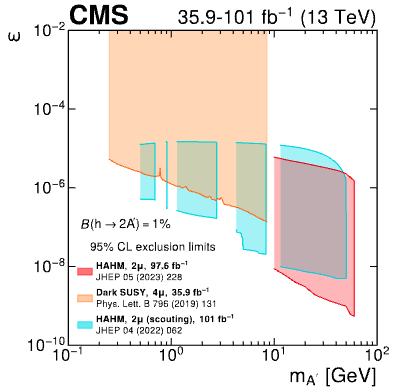 CMS 35.9-101 fb⁻¹ (13 TeV)
ε
10⁻²
10⁻⁴
10⁻⁶
10⁻⁸
10⁻¹⁰
B(h → 2A′) = 1%
95% CL exclusion limits
HAHM, 2μ, 97.6 fb⁻¹
JHEP 05 (2023) 228
Dark SUSY, 4μ, 35.9 fb⁻¹
Phys. Lett. B 796 (2019) 131
HAHM, 2μ (scouting), 101 fb⁻¹
JHEP 04 (2022) 062
10⁻¹ 10⁰ 10¹ 10²
m_A′ [GeV]